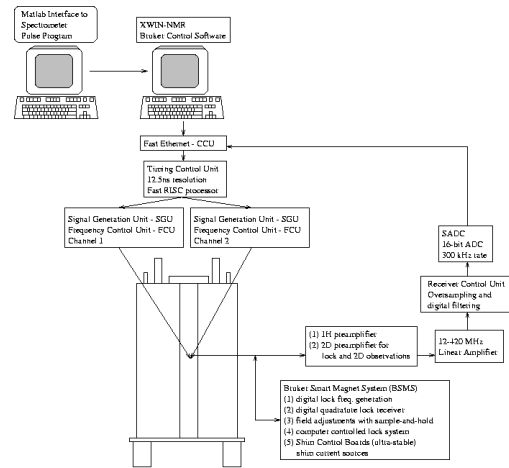 Matlab Interface to
Spectrometer
Pulse Program
XWIN-NMR
Bruker Control Software
Fast Ethernet - CCU
Timing Control Unit
12.5ns resolution
Fast RISC processor
Signal Generation Unit - SGU
Frequency Control Unit - FCU
Channel 1
Signal Generation Unit - SGU
Frequency Control Unit - FCU
Channel 2
SADC
16-bit ADC
300 kHz rate
Receiver Control Unit
Oversampling and
digital filtering
12-420 MHz
Linear Amplifier
(1) 1H preamplifier
(2) 2D preamplifier for
lock and 2D observations
Bruker Smart Magnet System (BSMS)
(1) digital lock freq. generation
(2) digital quadrature lock receiver
(3) field adjustments with sample-and-hold
(4) computer controlled lock system
(5) Shim Control Boards (ultra-stable)
shim current sources